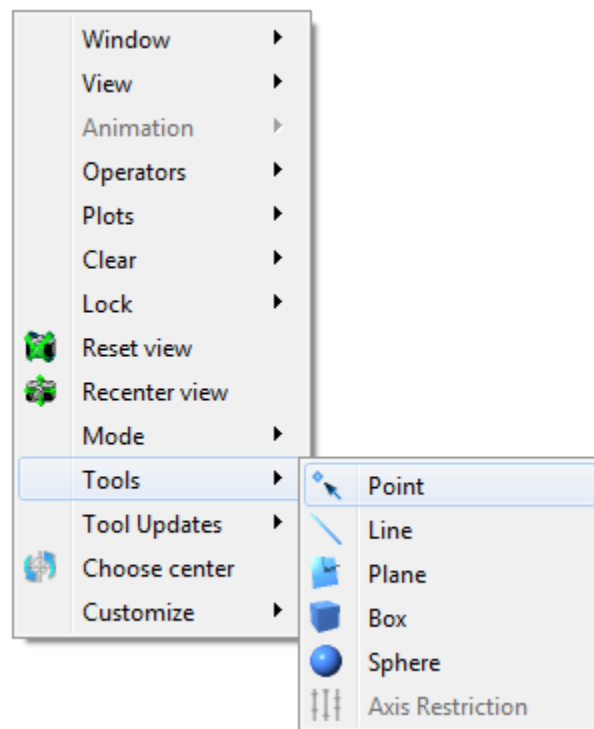 Window
View
Animation
Operators
Plots
Clear
Lock
Reset view
Recenter view
Mode
Tools
Tool Updates
Choose center
Customize
Point
Line
Plane
Box
Sphere
Axis Restriction